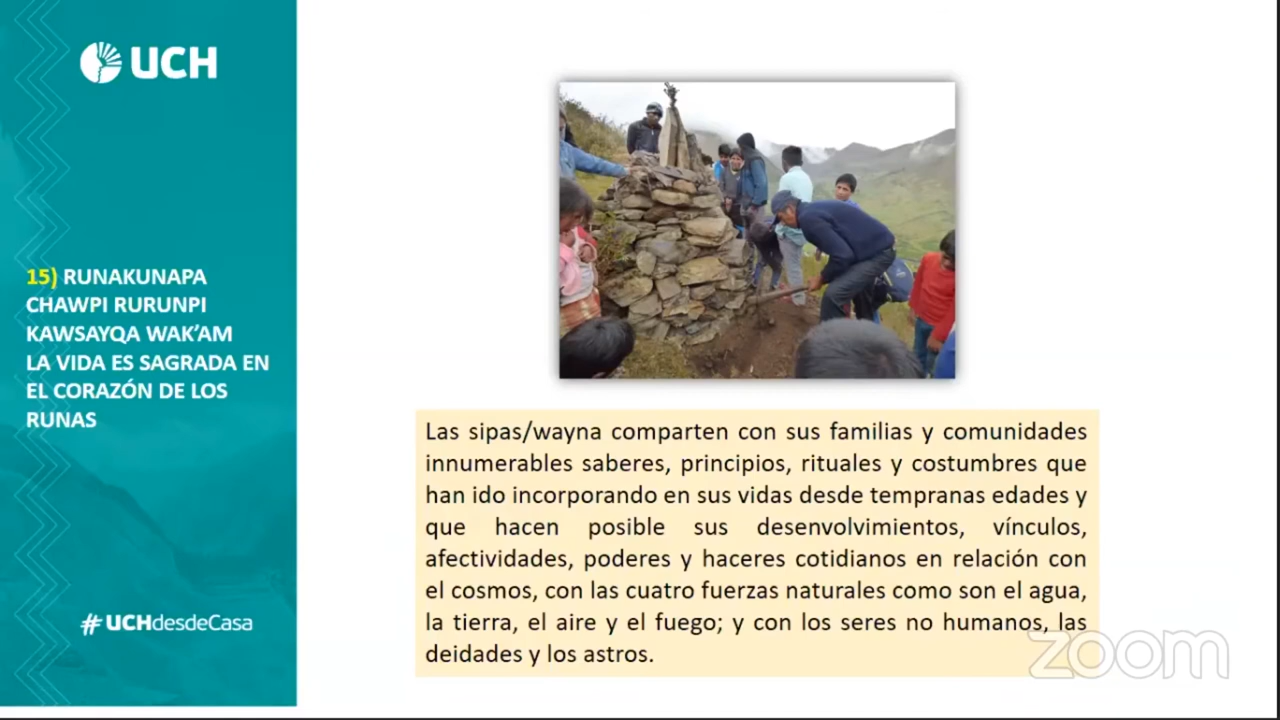 UCH
15) RUNAKUNAPA
CHAWPI RURUNPI
KAWSAYQA WAK’AM
LA VIDA ES SAGRADA EN
EL CORAZÓN DE LOS
RUNAS
#UCHdesdeCasa
Las sipas/wayna comparten con sus familias y comunidades
innumerables saberes, principios, rituales y costumbres que
han ido incorporando en sus vidas desde tempranas edades y
que hacen posible sus desenvolvimientos, vínculos,
afectividades, poderes y haceres cotidianos en relación con
el cosmos, con las cuatro fuerzas naturales como son el agua,
la tierra, el aire y el fuego; y con los seres no humanos, las
deidades y los astros.
zoom